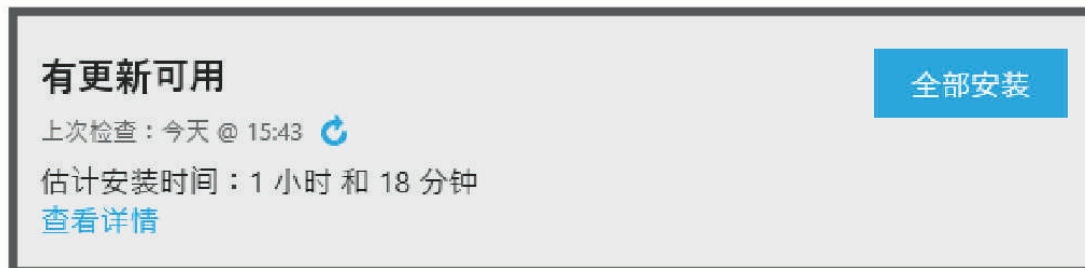 有更新可用
全部安装
上次检查：今天 @ 15:43
估计安装时间：1 小时 和 18 分钟
查看详情